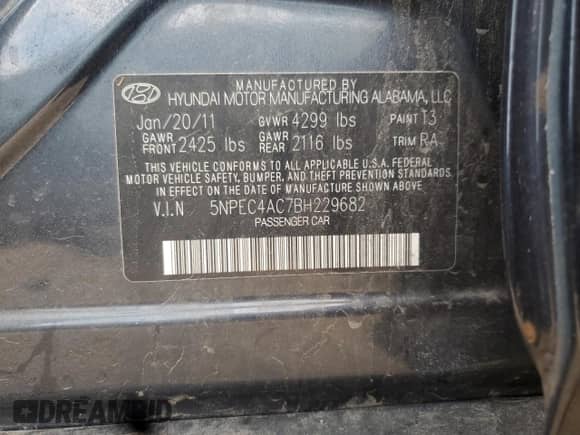 MANUFACTURED BY
HYUNDAI MOTOR MANUFACTURING ALABAMA, LLC
Jan/20/11 GVWR 4299 lbs PAINT T3
GAWR FRONT 2425 lbs GAWR REAR 2116 lbs TRIM RA
THIS VEHICLE CONFORMS TO ALL APPLICABLE U.S.A. FEDERAL
MOTOR VEHICLE SAFETY, BUMPER, AND THEFT PREVENTION STANDARDS
IN EFFECT ON THE DATE OF MANUFACTURE SHOWN ABOVE
V.I.N 5NPEC4AC7BH229682
PASSENGER CAR
DREAMBID